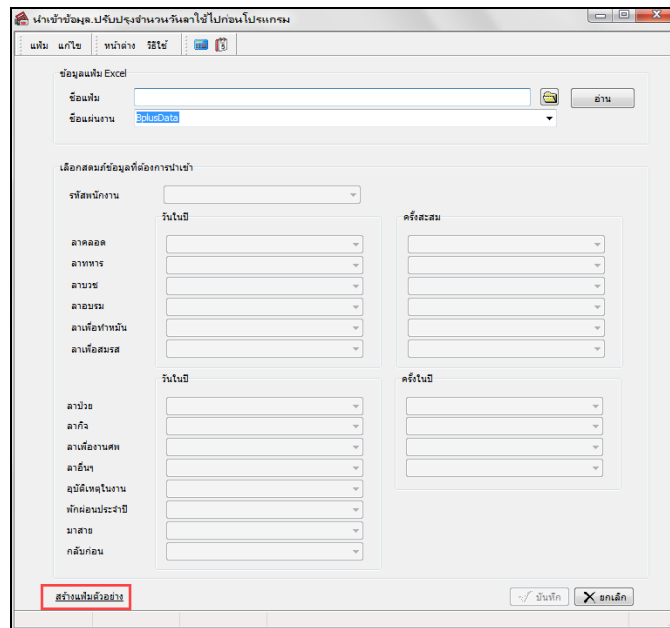 นำเข้าข้อมูล.ปรับปรุงจำนวนวันลาใช้ไปก่อนโปรแกรม
แฟ้ม แก้ไข หน้าต่าง วิธีใช้
ข้อมูลแฟ้ม Excel
ชื่อแฟ้ม อ่าน
ชื่อแผ่นงาน BplusData
เลือกสดมภ์ข้อมูลที่ต้องการนำเข้า
รหัสพนักงาน
วันในปี ครั้งสะสม
ลาคลอด
ลาทหาร
ลาบวช
ลาอบรม
ลาเพื่อทำหมัน
ลาเพื่อสมรส
วันในปี ครั้งในปี
ลาป่วย
ลากิจ
ลาเพื่องานศพ
ลาอื่นๆ
อุบัติเหตุในงาน
พักผ่อนประจำปี
มาสาย
กลับก่อน
สร้างแฟ้มตัวอย่าง บันทึก ยกเลิก